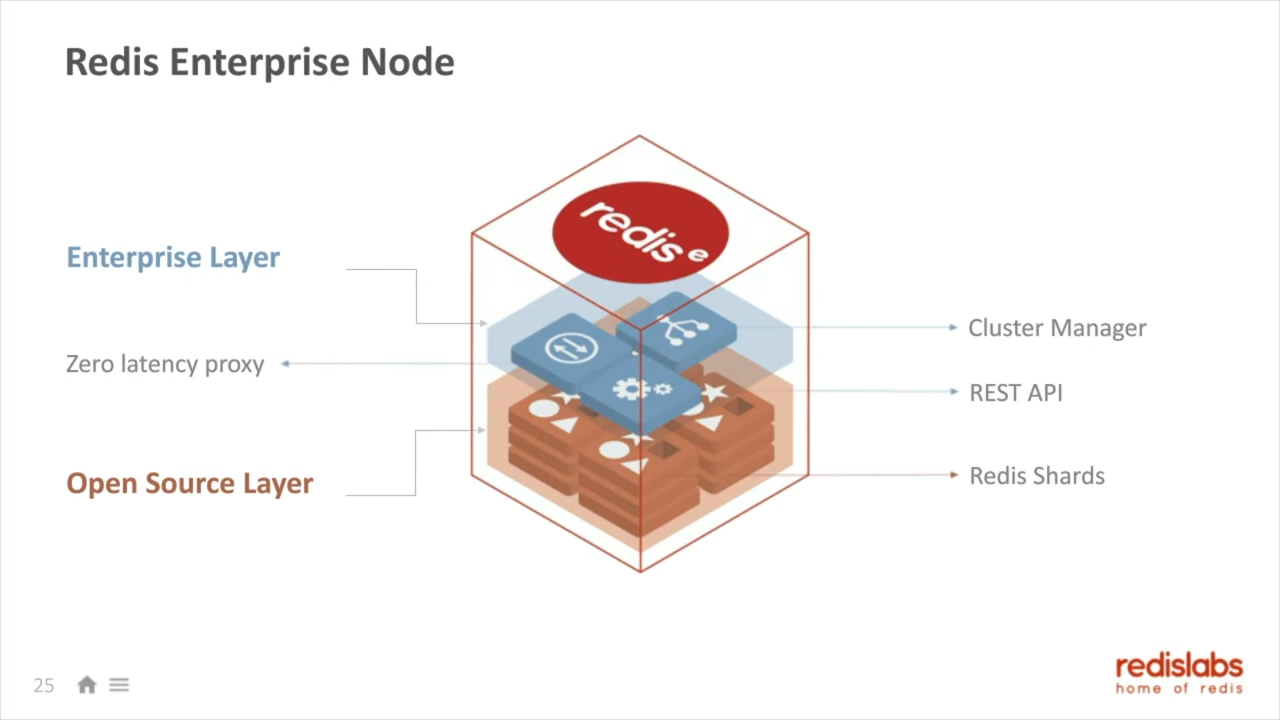 Redis Enterprise Node
redis e
Enterprise Layer
Cluster Manager
Zero latency proxy
REST API
Open Source Layer
Redis Shards
25
redislabs
home of redis